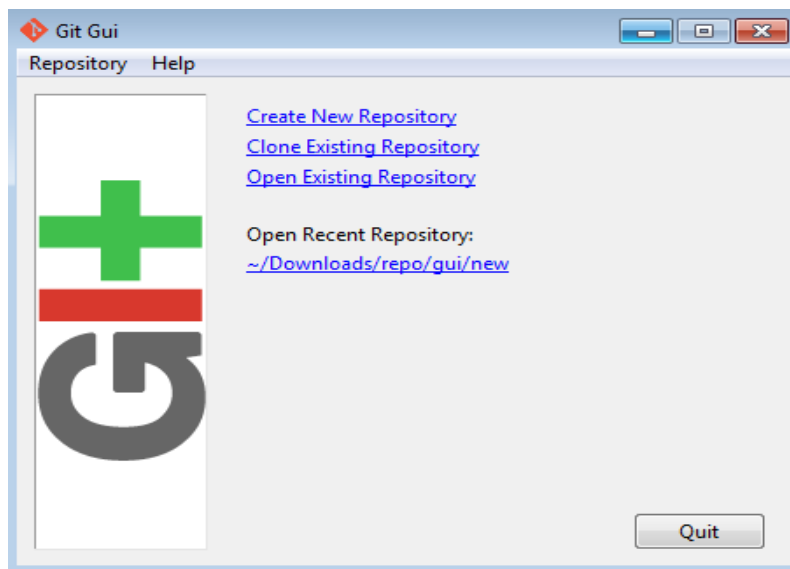 Git Gui
Repository Help
Create New Repository
Clone Existing Repository
Open Existing Repository
Open Recent Repository:
~/Downloads/repo/gui/new
GIt
Quit